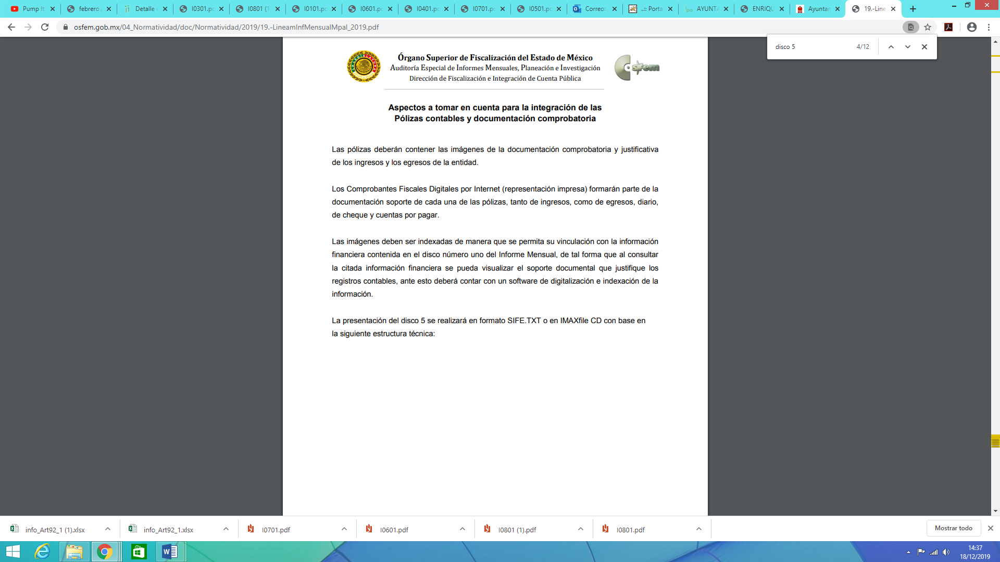 Pump It
febrero.
Detalle
I0301.pd
I0801 (1
I0101.pd
I0601.pd
I0401.pd
I0701.pd
I0501.pd
Correo:
..:: Porta
AYUNTA
ENRIQU
Ayuntan
19.-Line
osfem.gob.mx/04_Normatividad/doc/Normatividad/2019/19.-LineamInfMensualMpal_2019.pdf
disco 5
4/12
Órgano Superior de Fiscalización del Estado de México
Auditoría Especial de Informes Mensuales, Planeación e Investigación
Dirección de Fiscalización e Integración de Cuenta Pública
osfem
Aspectos a tomar en cuenta para la integración de las
Pólizas contables y documentación comprobatoria
Las pólizas deberán contener las imágenes de la documentación comprobatoria y justificativa
de los ingresos y los egresos de la entidad.
Los Comprobantes Fiscales Digitales por Internet (representación impresa) formarán parte de la
documentación soporte de cada una de las pólizas, tanto de ingresos, como de egresos, diario,
de cheque y cuentas por pagar.
Las imágenes deben ser indexadas de manera que se permita su vinculación con la información
financiera contenida en el disco número uno del Informe Mensual, de tal forma que al consultar
la citada información financiera se pueda visualizar el soporte documental que justifique los
registros contables, ante esto deberá contar con un software de digitalización e indexación de la
información.
La presentación del disco 5 se realizará en formato SIFE.TXT o en IMAXfile CD con base en
la siguiente estructura técnica:
info_Art92_1 (1).xlsx
info_Art92_1.xlsx
I0701.pdf
I0601.pdf
I0801 (1).pdf
I0801.pdf
Mostrar todo
14:37
18/12/2019